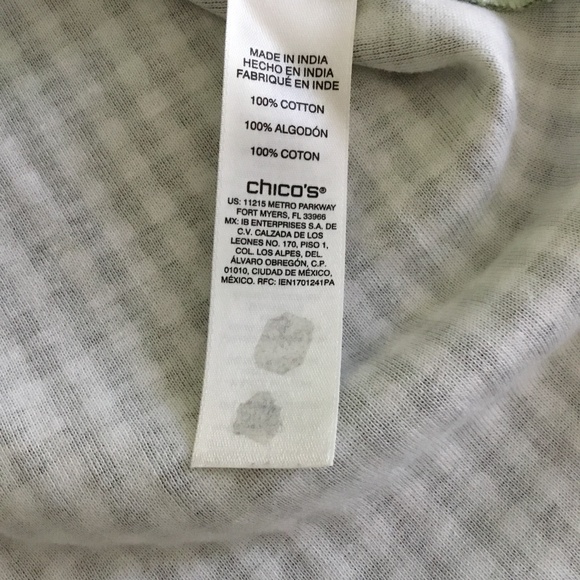 MADE IN INDIA
HECHO EN INDIA
FABRIQUÉ EN INDE
100% COTTON
100% ALGODÓN
100% COTON
chico's®
US: 11215 METRO PARKWAY
FORT MYERS, FL 33966
MX: IB ENTERPRISES S.A. DE
C.V. CALZADA DE LOS
LEONES NO. 170, PISO 1,
COL. LOS ALPES, DEL.
ÁLVARO OBREGÓN, C.P.
01010, CIUDAD DE MÉXICO,
MÉXICO. RFC: IEN1701241PA